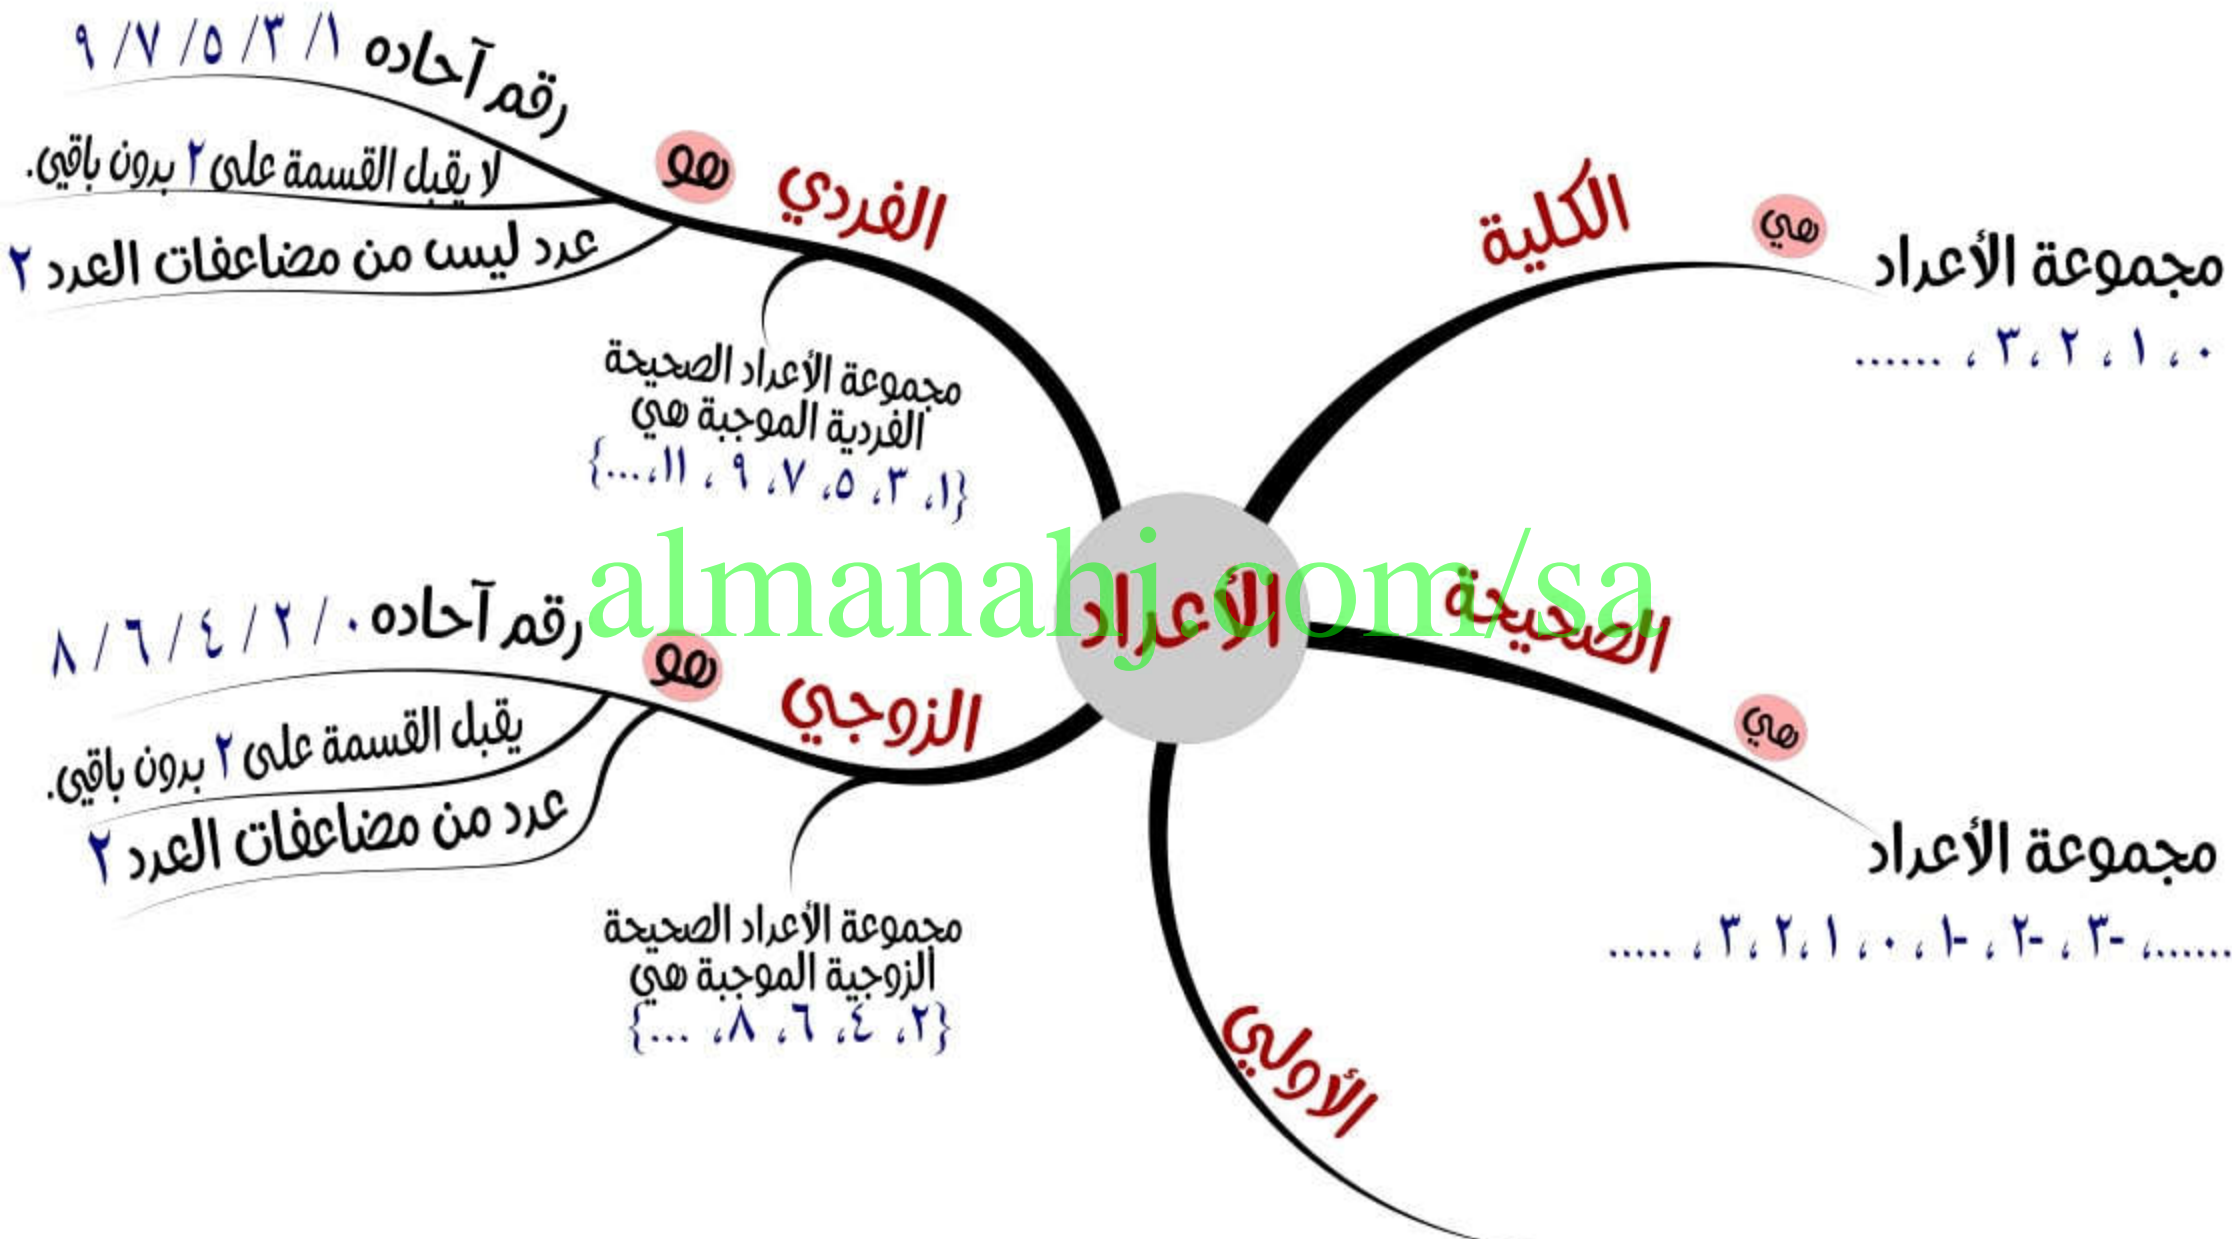 الأعداد
الكلية
هي
مجموعة الأعداد
٠ ، ١ ، ٢ ، ٣ ، ......
الصحيحة
هي
مجموعة الأعداد
......، -٣ ، -٢ ، -١ ، ٠ ، ١ ، ٢ ، ٣ ، .....
الأولي
الفردي
هو
رقم آحاده ١/ ٣/ ٥/ ٧/ ٩
لا يقبل القسمة على ٢ بدون باقي.
عدد ليس من مضاعفات العدد ٢
مجموعة الأعداد الصحيحة
الفردية الموجبة هي
{١، ٣، ٥، ٧، ٩ ، ١١،...}
الزوجي
هو
رقم آحاده ٠ / ٢ / ٤ / ٦ / ٨
يقبل القسمة على ٢ بدون باقي.
عدد من مضاعفات العدد ٢
مجموعة الأعداد الصحيحة
الزوجية الموجبة هي
{٢، ٤، ٦، ٨، ...}
almanahj.com/sa